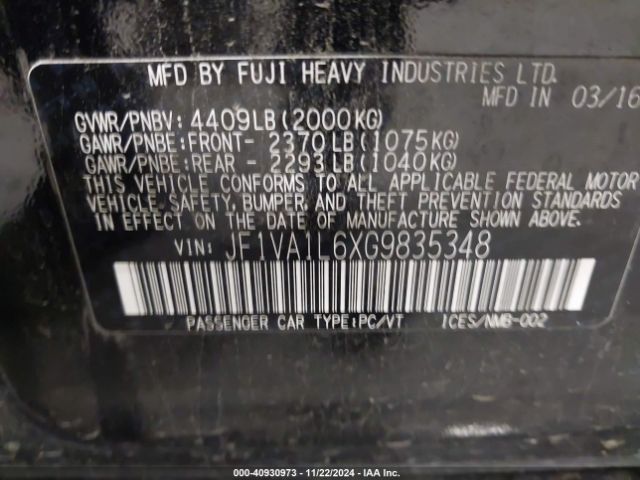 MFD BY FUJI HEAVY INDUSTRIES LTD.
MFD IN 03/16
GVWR/PNBV: 4409LB(2000KG)
GAWR/PNBE:FRONT- 2370LB(1075KG)
GAWR/PNBE:REAR - 2293LB(1040KG)
THIS VEHICLE CONFORMS TO ALL APPLICABLE FEDERAL MOTOR
VEHICLE SAFETY, BUMPER, AND THEFT PREVENTION STANDARDS
IN EFFECT ON THE DATE OF MANUFACTURE SHOWN ABOVE.
VIN: JF1VA1L6XG9835348
PASSENGER CAR TYPE:PC/VT ICES/NMB-002
000-40930973 - 11/22/2024 - IAA Inc.